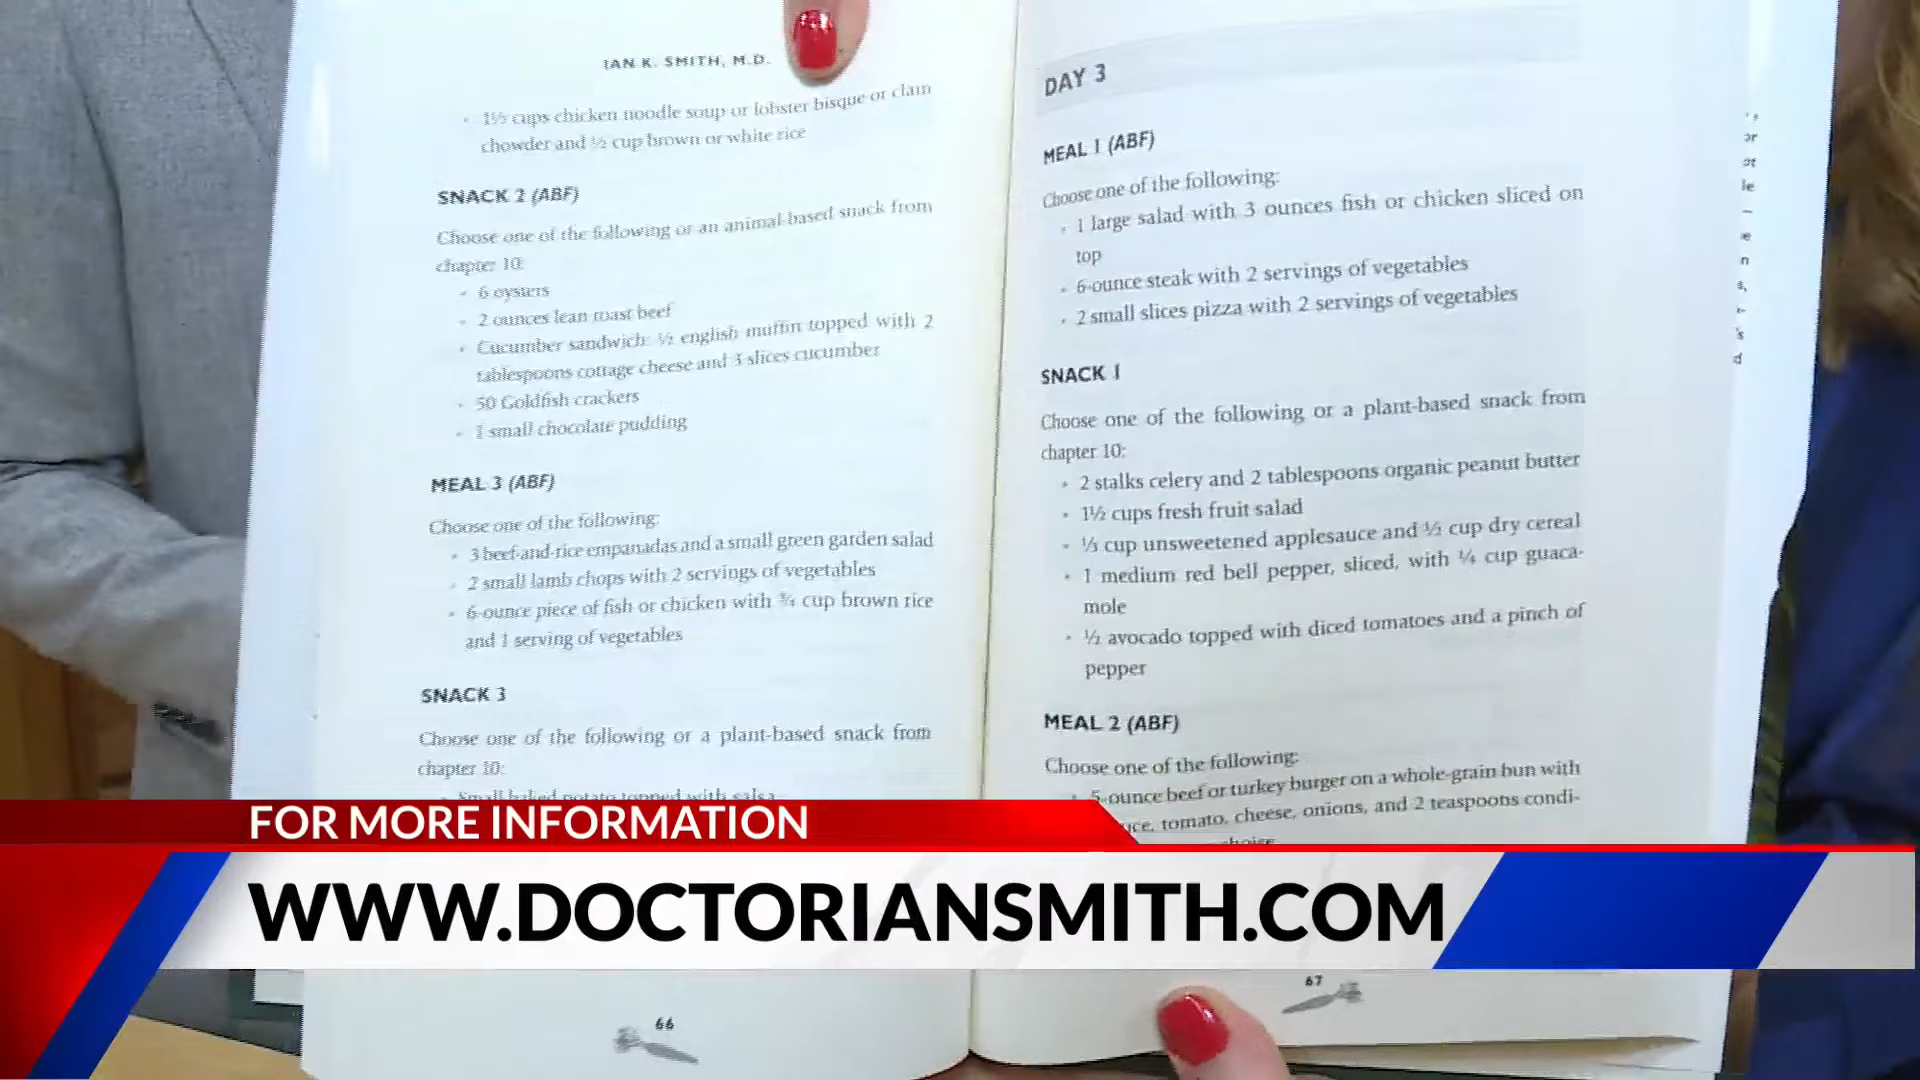 IAN K. SMITH, M.D.
• 1½ cups chicken noodle soup or lobster bisque or clam
chowder and ½ cup brown or white rice
SNACK 2 (ABF)
Choose one of the following or an animal-based snack from
chapter 10:
• 6 oysters
• 2 ounces lean roast beef
• Cucumber sandwich: ½ english muffin topped with 2
tablespoons cottage cheese and 3 slices cucumber
• 50 Goldfish crackers
• 1 small chocolate pudding
MEAL 3 (ABF)
Choose one of the following:
• 3 beef-and-rice empanadas and a small green garden salad
• 2 small lamb chops with 2 servings of vegetables
• 6-ounce piece of fish or chicken with ¾ cup brown rice
and 1 serving of vegetables
SNACK 3
Choose one of the following or a plant-based snack from
chapter 10:
• Small baked potato topped with salsa
66
DAY 3
MEAL 1 (ABF)
Choose one of the following:
• 1 large salad with 3 ounces fish or chicken sliced on
top
• 6-ounce steak with 2 servings of vegetables
• 2 small slices pizza with 2 servings of vegetables
SNACK 1
Choose one of the following or a plant-based snack from
chapter 10:
• 2 stalks celery and 2 tablespoons organic peanut butter
• 1½ cups fresh fruit salad
• ⅓ cup unsweetened applesauce and ½ cup dry cereal
• 1 medium red bell pepper, sliced, with ¼ cup guaca-
mole
• ½ avocado topped with diced tomatoes and a pinch of
pepper
MEAL 2 (ABF)
Choose one of the following:
• 5-ounce beef or turkey burger on a whole-grain bun with
tomato, cheese, onions, and 2 teaspoons condi-
choice
67
FOR MORE INFORMATION
WWW.DOCTORIANSMITH.COM